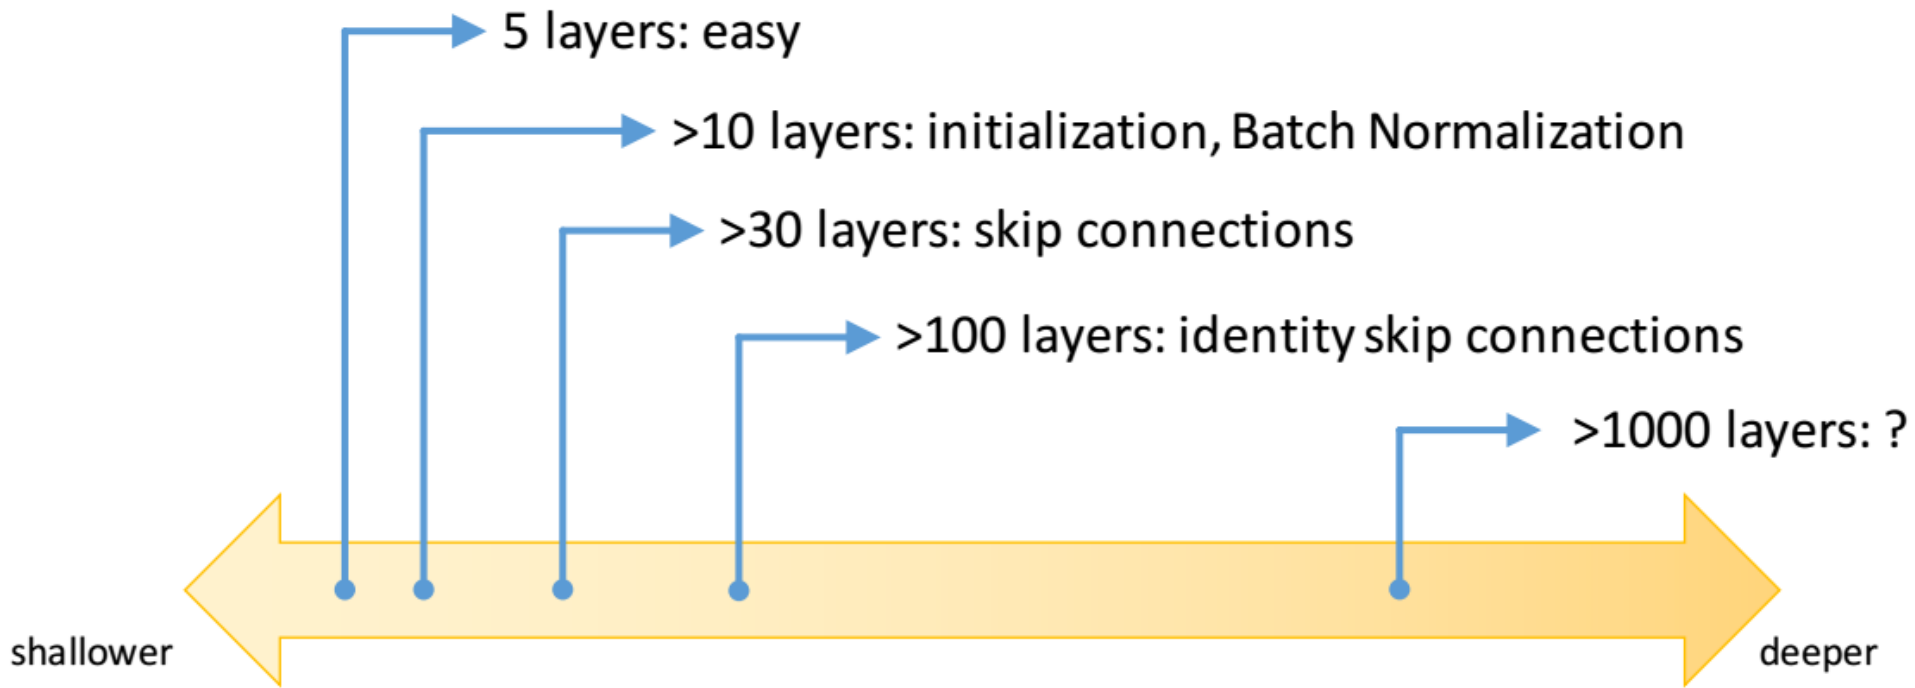 5 layers: easy
>10 layers: initialization, Batch Normalization
>30 layers: skip connections
>100 layers: identity skip connections
>1000 layers: ?
shallower
deeper